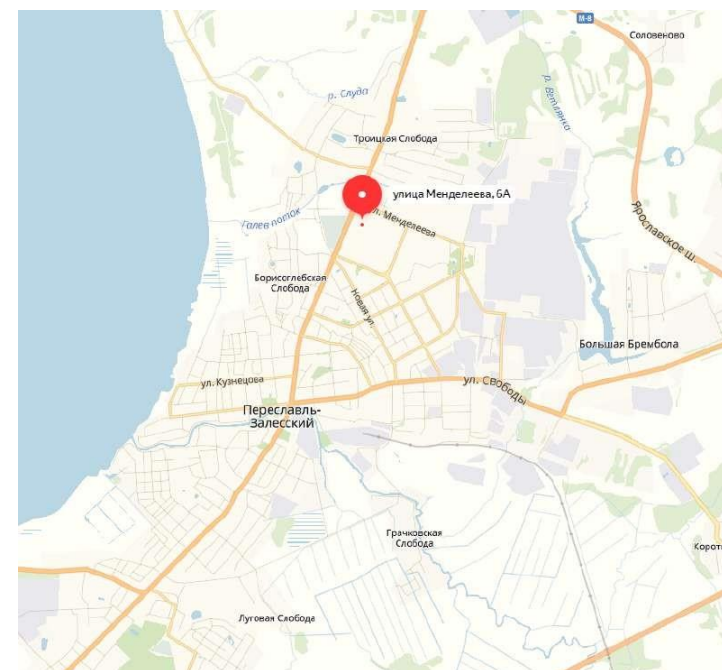 М-8
Соловеново
р. Слуда
р. Ветлянка
Троицкая Слобода
улица Менделеева, 6А
ул. Менделеева
Галев поток
Ярославское ш.
Борисоглебская
Слобода
Новая ул.
Большая Брембола
ул. Кузнецова
ул. Свободы
Переславль-
Залесский
Грачковская
Слобода
Корот
Луговая Слобода